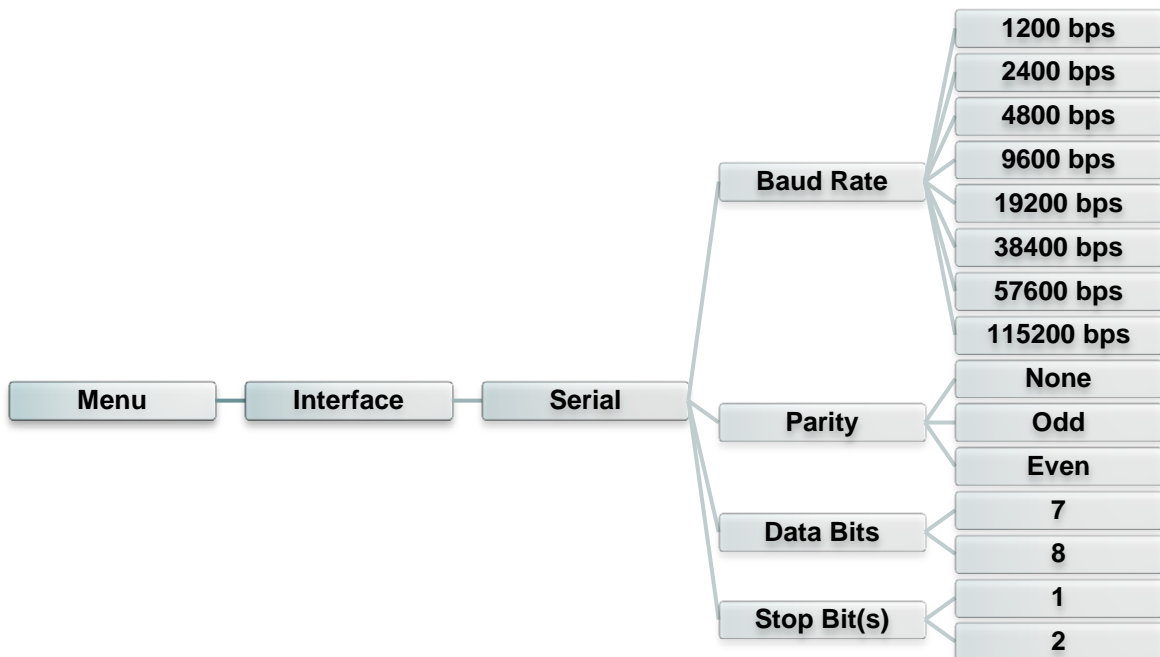 Menu
Interface
Serial
Baud Rate
1200 bps
2400 bps
4800 bps
9600 bps
19200 bps
38400 bps
57600 bps
115200 bps
Parity
None
Odd
Even
Data Bits
7
8
Stop Bit(s)
1
2